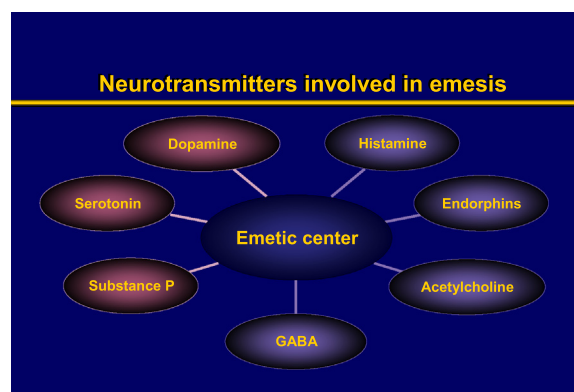 Neurotransmitters involved in emesis
Dopamine
Histamine
Serotonin
Endorphins
Emetic center
Substance P
Acetylcholine
GABA